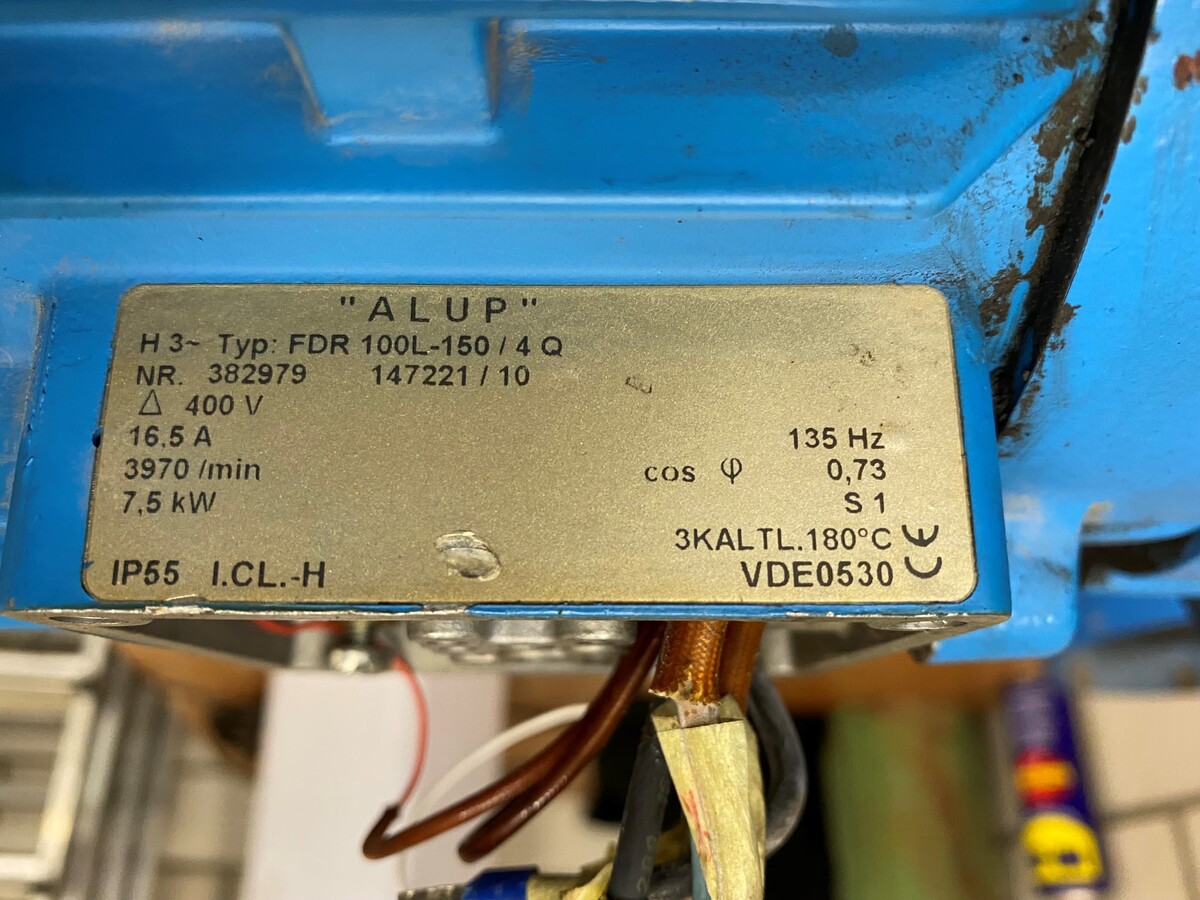 "ALUP"
H 3~ Typ: FDR 100L-150 / 4 Q
NR. 382979 147221 / 10
△ 400 V
16,5 A 135 Hz
3970 /min cos φ 0,73
7,5 kW S 1
3KALTL.180°C
IP55 I.CL.-H VDE0530 CE